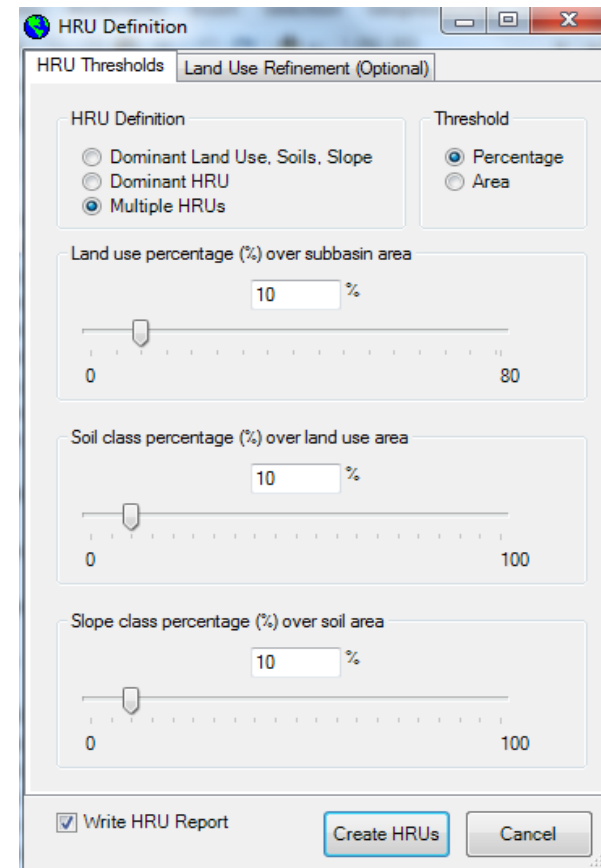 HRU Definition
HRU Thresholds
Land Use Refinement (Optional)
HRU Definition
Dominant Land Use, Soils, Slope
Dominant HRU
Multiple HRUs
Threshold
Percentage
Area
Land use percentage (%) over subbasin area
10 %
0 80
Soil class percentage (%) over land use area
10 %
0 100
Slope class percentage (%) over soil area
10 %
0 100
Write HRU Report
Create HRUs
Cancel